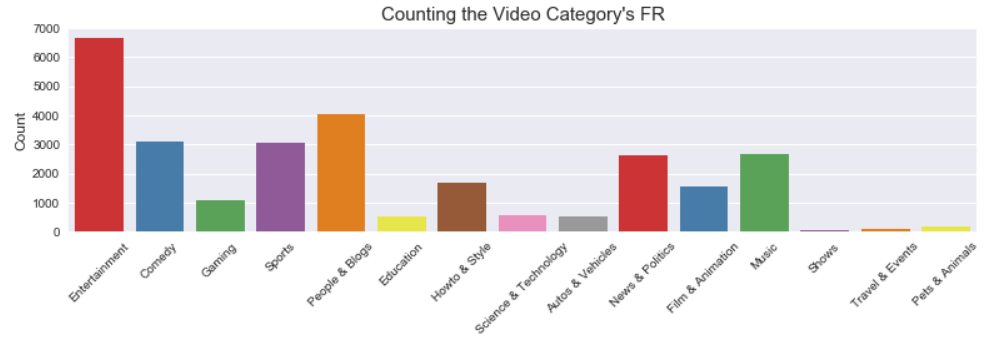 Counting the Video Category's FR
Count
7000
6000
5000
4000
3000
2000
1000
0
Entertainment
Comedy
Gaming
Sports
People & Blogs
Education
Howto & Style
Science & Technology
Autos & Vehicles
News & Politics
Film & Animation
Music
Shows
Travel & Events
Pets & Animals